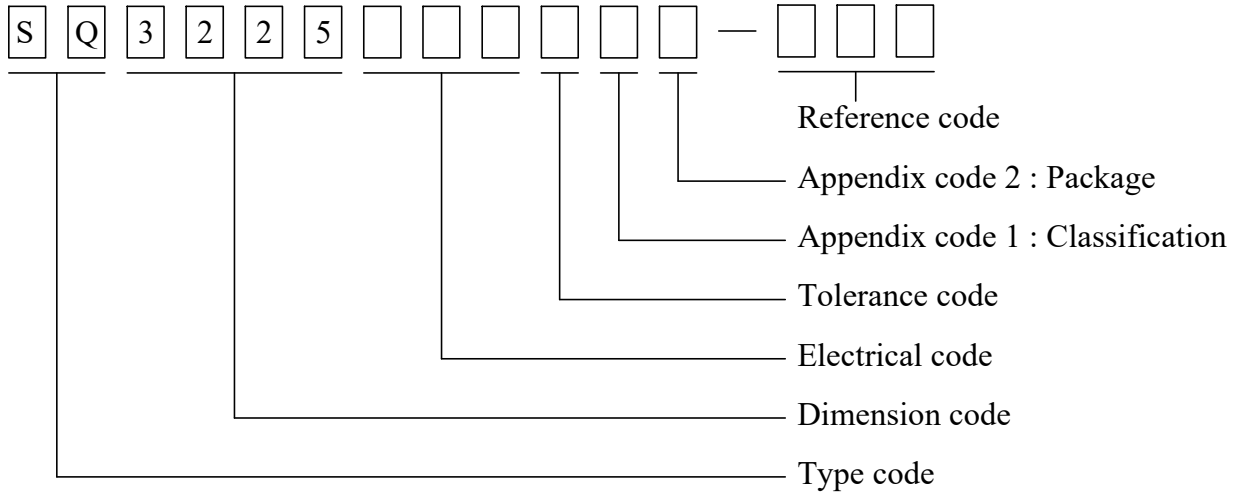 S Q 3 2 2 5 —
Reference code
Appendix code 2 : Package
Appendix code 1 : Classification
Tolerance code
Electrical code
Dimension code
Type code